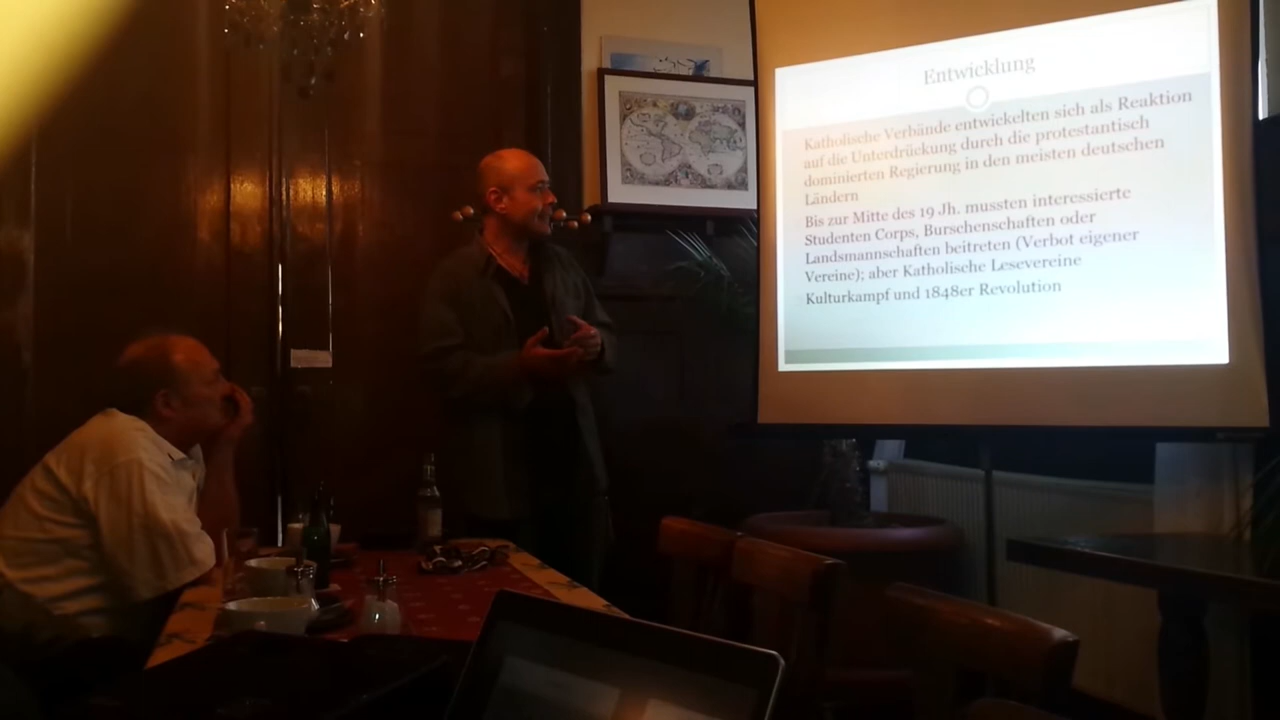 Entwicklung
Katholische Verbände entwickelten sich als Reaktion
auf die Unterdrückung durch die protestantisch
dominierten Regierung in den meisten deutschen
Ländern
Bis zur Mitte des 19 Jh. mussten interessierte
Studenten Corps, Burschenschaften oder
Landsmannschaften beitreten (Verbot eigener
Vereine); aber Katholische Lesevereine
Kulturkampf und 1848er Revolution